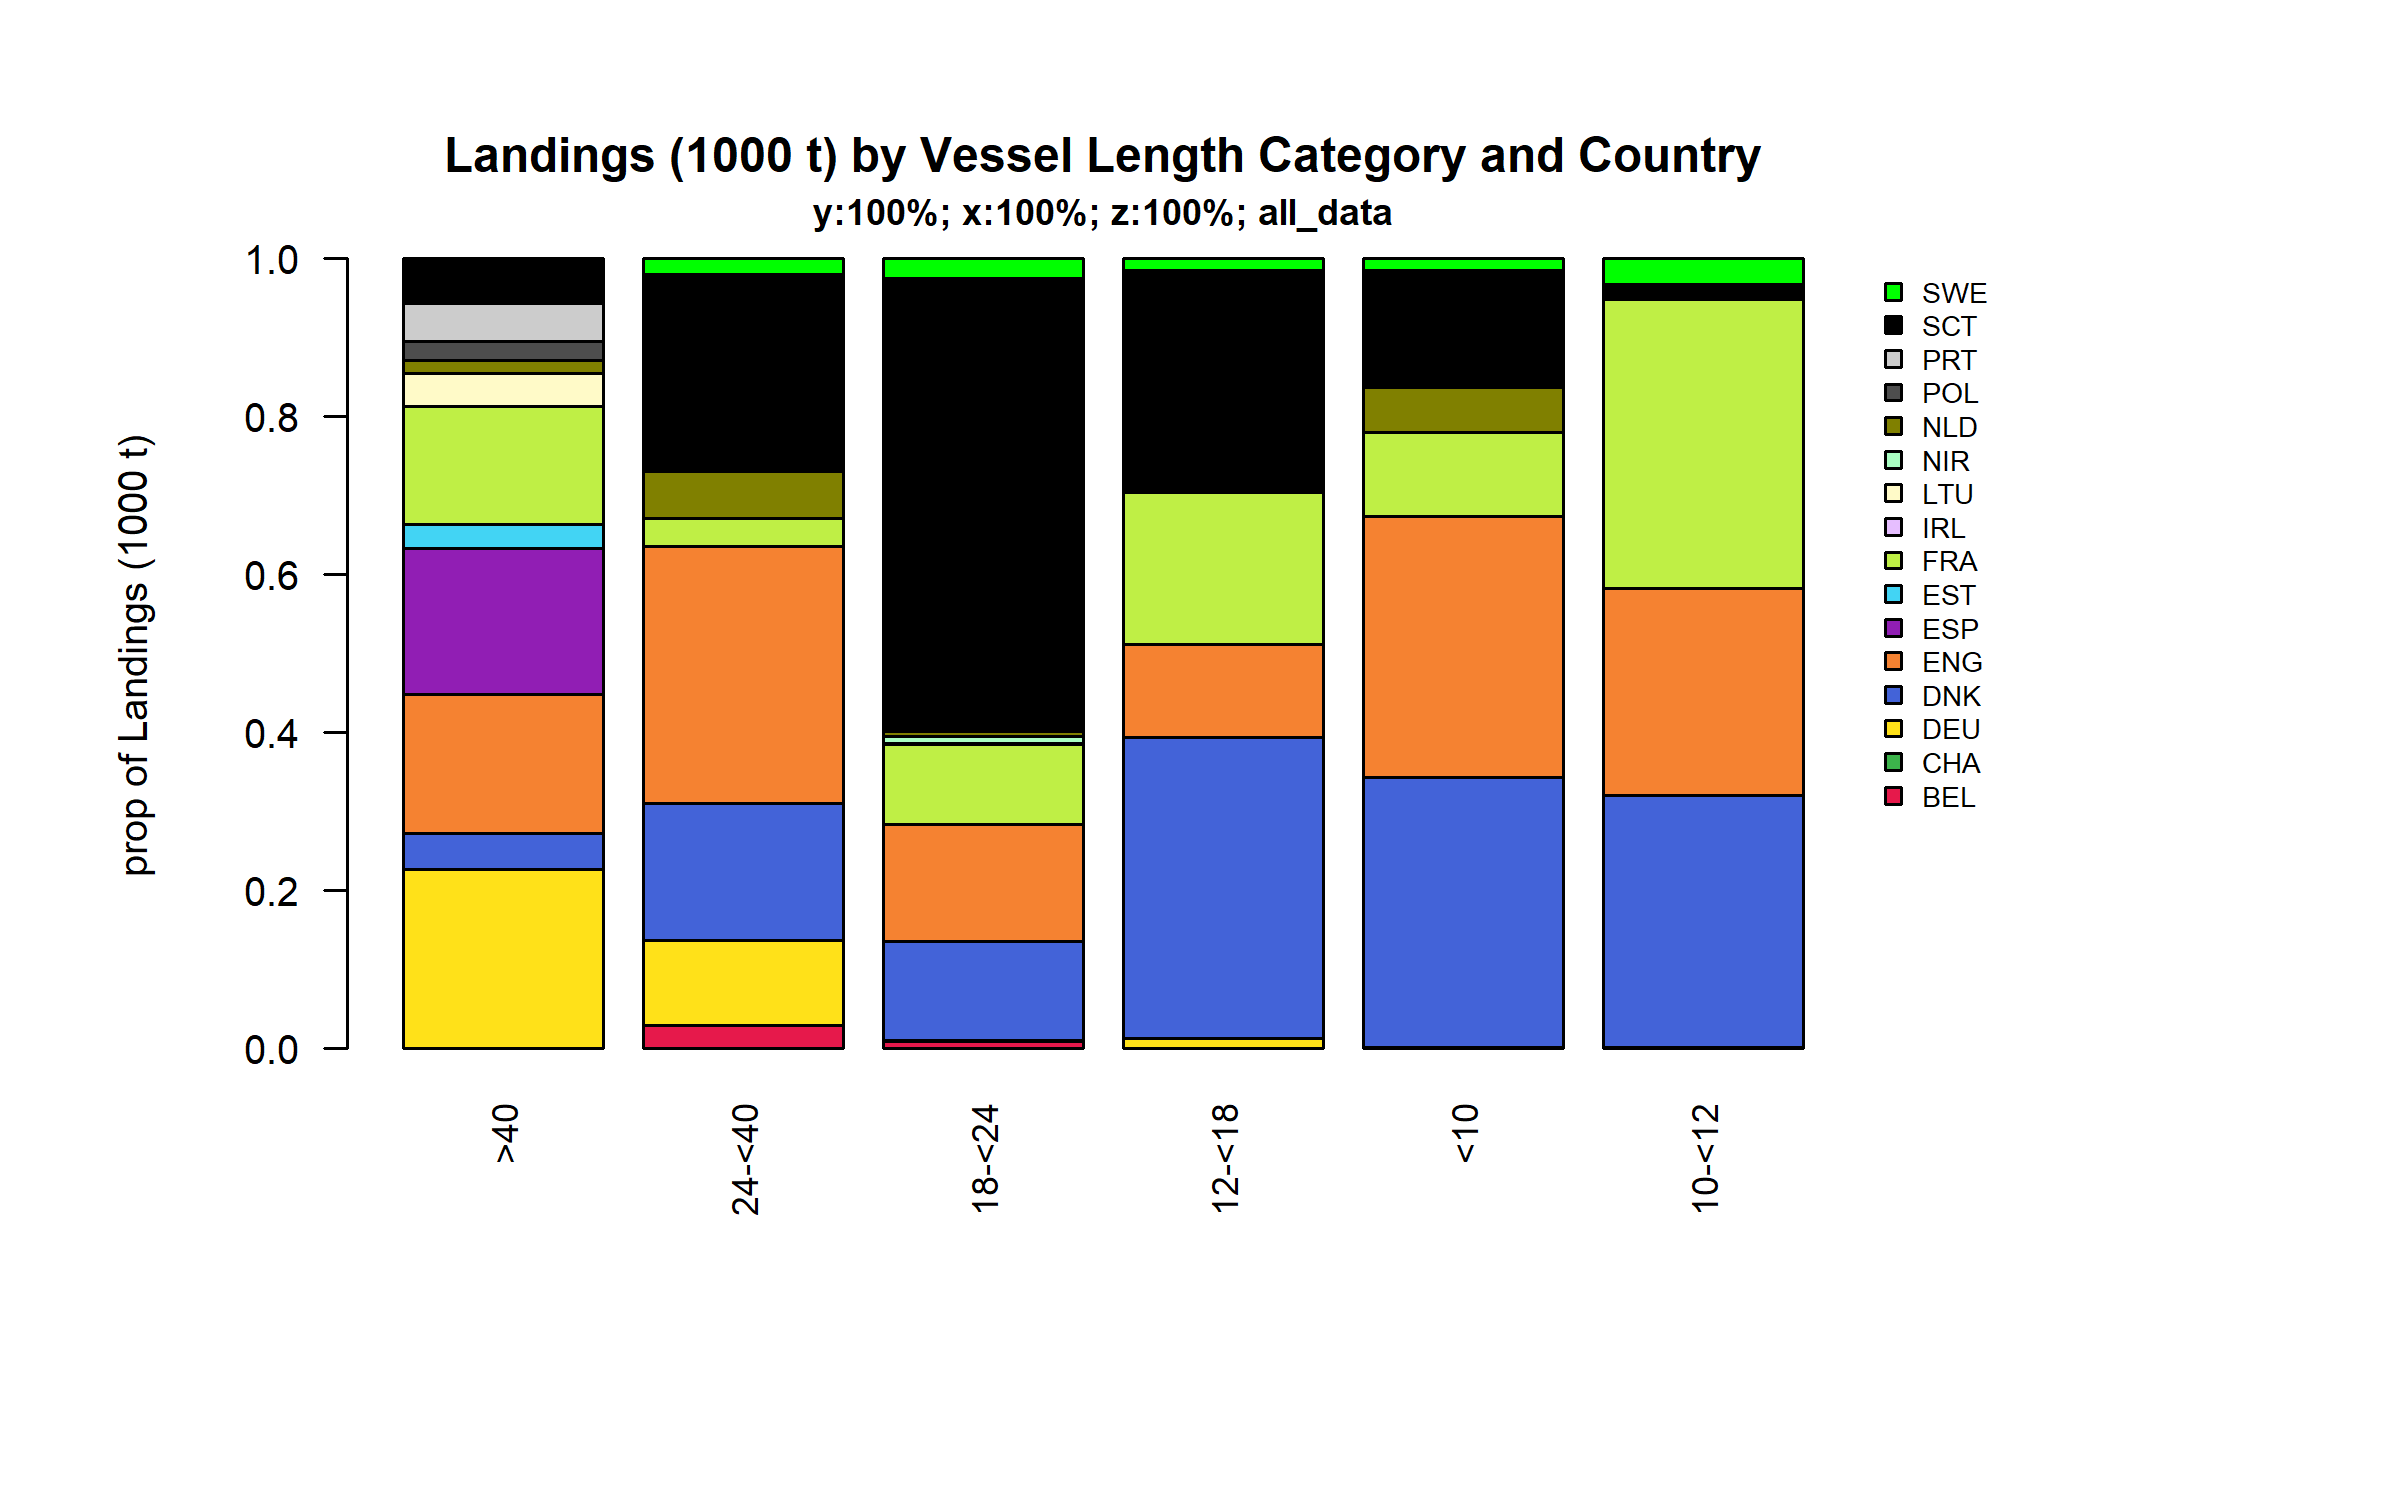 Landings (1000 t) by Vessel Length Category and Country
y:100%; x:100%; z:100%; all_data
prop of Landings (1000 t)
1.0
0.8
0.6
0.4
0.2
0.0
>40
24-<40
18-<24
12-<18
<10
10-<12
SWE
SCT
PRT
POL
NLD
NIR
LTU
IRL
FRA
EST
ESP
ENG
DNK
DEU
CHA
BEL